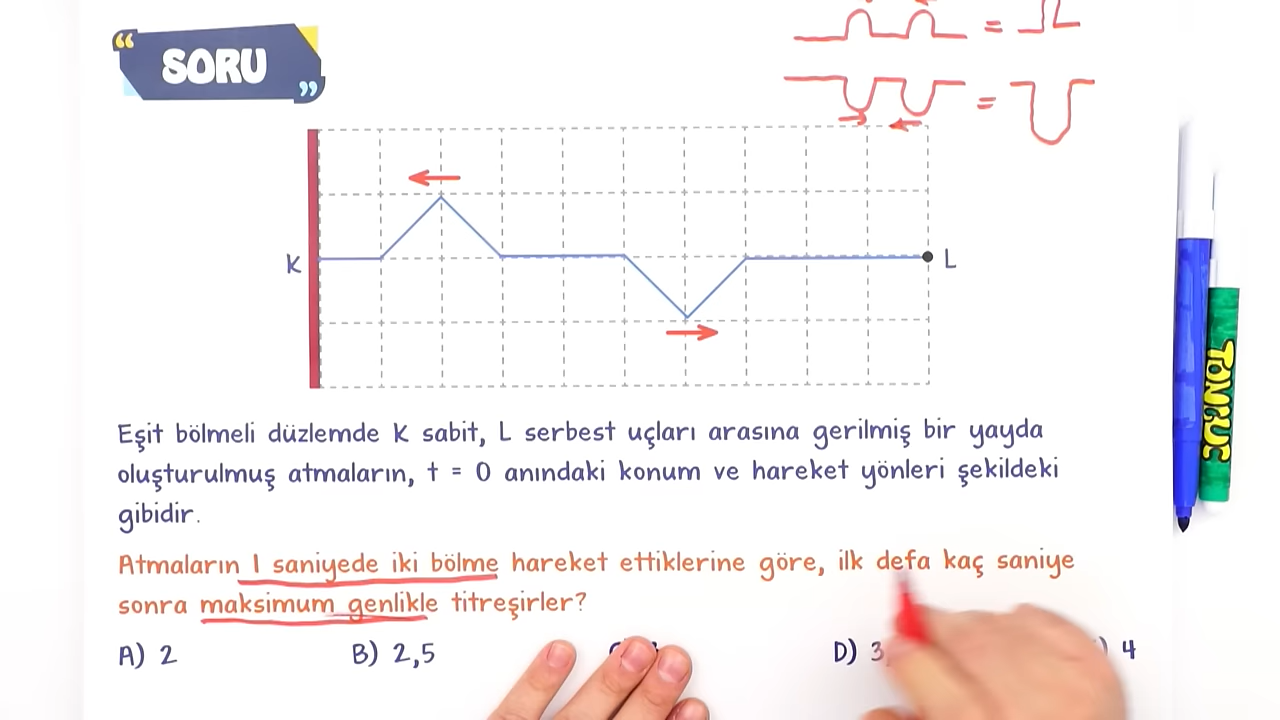 SORU
K
L
Eşit bölmeli düzlemde K sabit, L serbest uçları arasına gerilmiş bir yayda
oluşturulmuş atmaların, t = 0 anındaki konum ve hareket yönleri şekildeki
gibidir.
Atmaların 1 saniyede iki bölme hareket ettiklerine göre, ilk defa kaç saniye
sonra maksimum genlikle titreşirler?
A) 2
B) 2,5
D) 3,
4
TONGUÇ